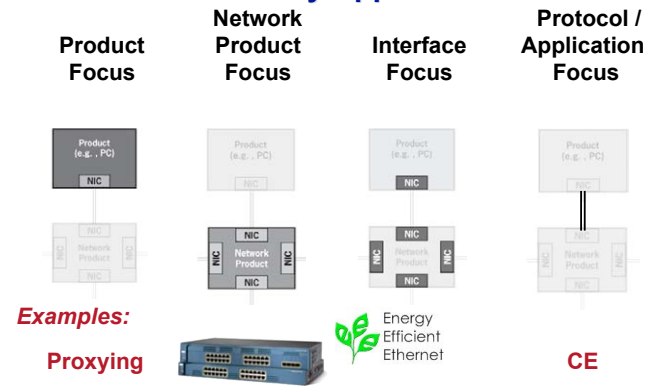 Product
Focus
Network
Product
Focus
Interface
Focus
Protocol /
Application
Focus
Product
(e.g. , PC)
NIC
NIC
NIC
Network
Product
NIC
NIC
Product
(e.g. , PC)
NIC
NIC
NIC
Network
Product
NIC
NIC
Product
(e.g. , PC)
NIC
NIC
NIC
Network
Product
NIC
NIC
Product
(e.g. , PC)
NIC
NIC
NIC
Network
Product
NIC
NIC
Examples:
Proxying
Energy
Efficient
Ethernet
CE